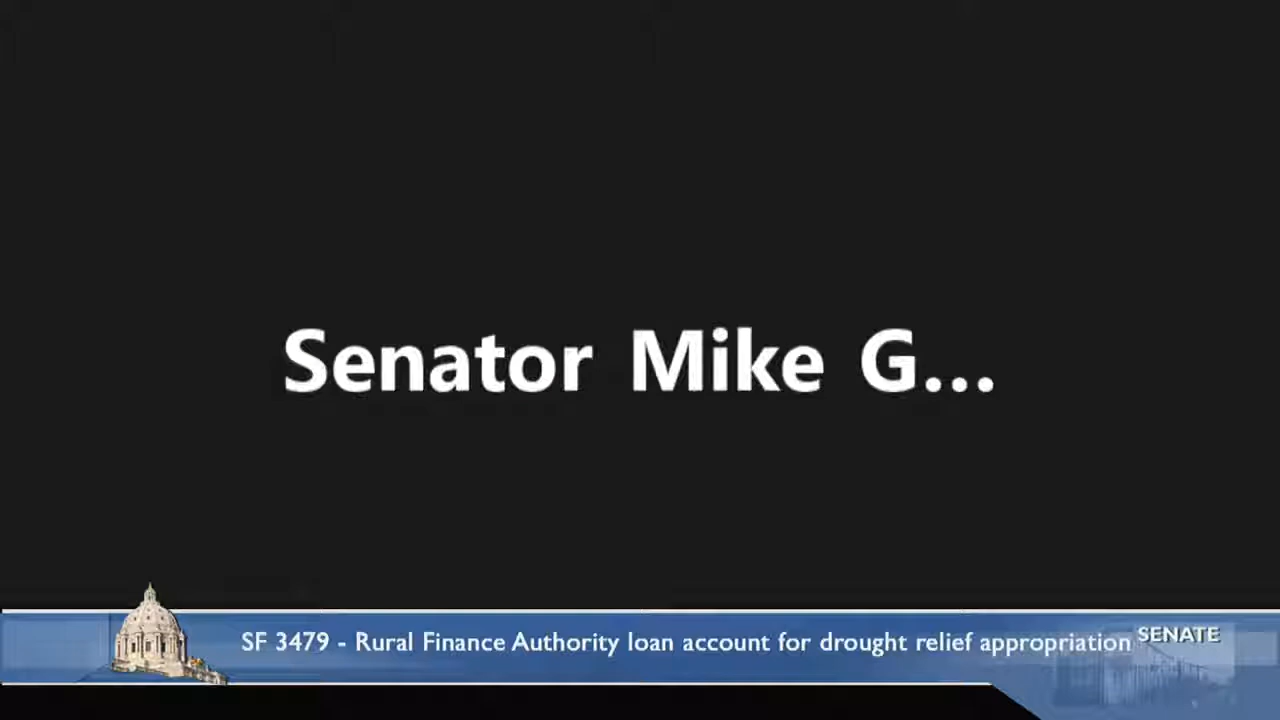 Senator Mike G...
SF 3479 - Rural Finance Authority loan account for drought relief appropriation
SENATE